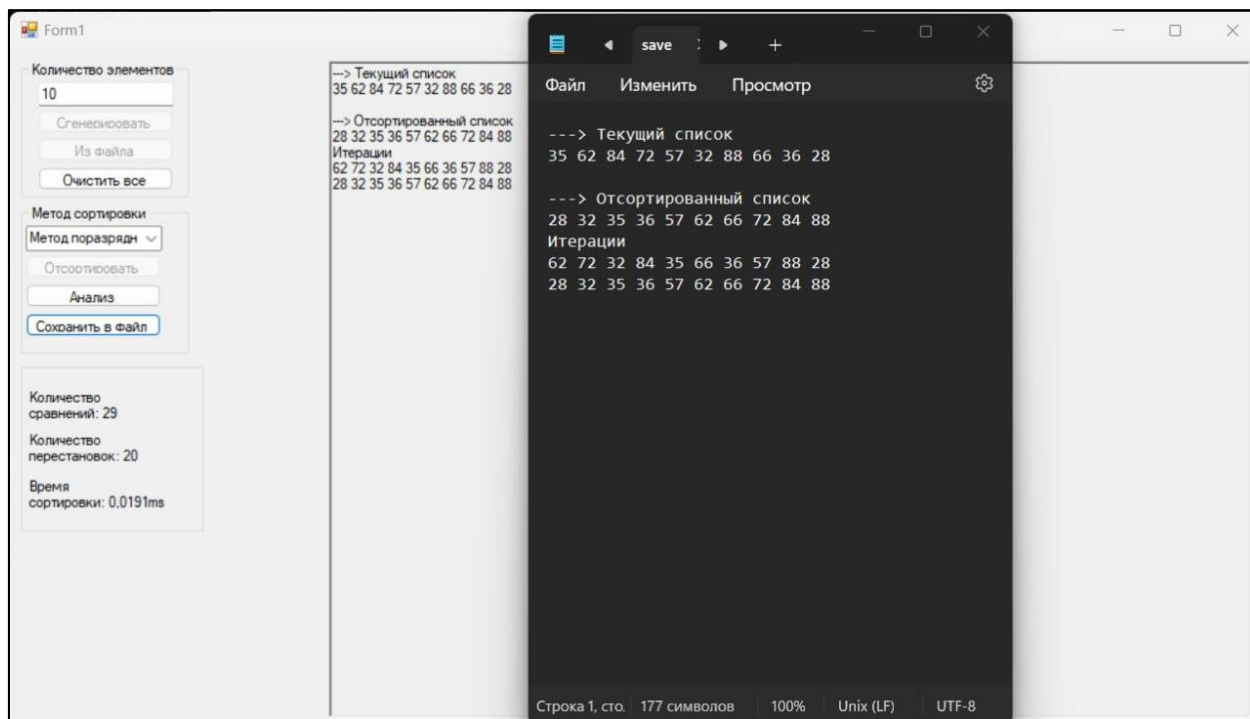 Form1
Количество элементов
10
Сгенерировать
Из файла
Очистить все
Метод сортировки
Метод поразрядн
Отсортировать
Анализ
Сохранить в файл
Количество
сравнений: 29
Количество
перестановок: 20
Время
сортировки: 0,0191ms
---> Текущий список
35 62 84 72 57 32 88 66 36 28
---> Отсортированный список
28 32 35 36 57 62 66 72 84 88
Итерации
62 72 32 84 35 66 36 57 88 28
28 32 35 36 57 62 66 72 84 88
save
Файл Изменить Просмотр
---> Текущий список
35 62 84 72 57 32 88 66 36 28
---> Отсортированный список
28 32 35 36 57 62 66 72 84 88
Итерации
62 72 32 84 35 66 36 57 88 28
28 32 35 36 57 62 66 72 84 88
Строка 1, сто. 177 символов 100% Unix (LF) UTF-8